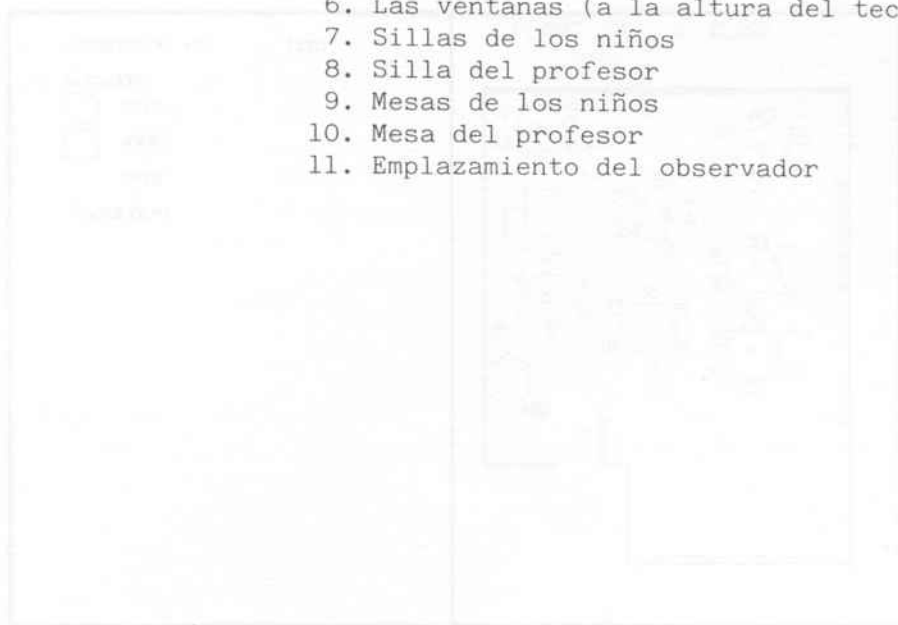 6. Las ventanas (a la altura del tec
7. Sillas de los niños
8. Silla del profesor
9. Mesas de los niños
10. Mesa del profesor
11. Emplazamiento del observador